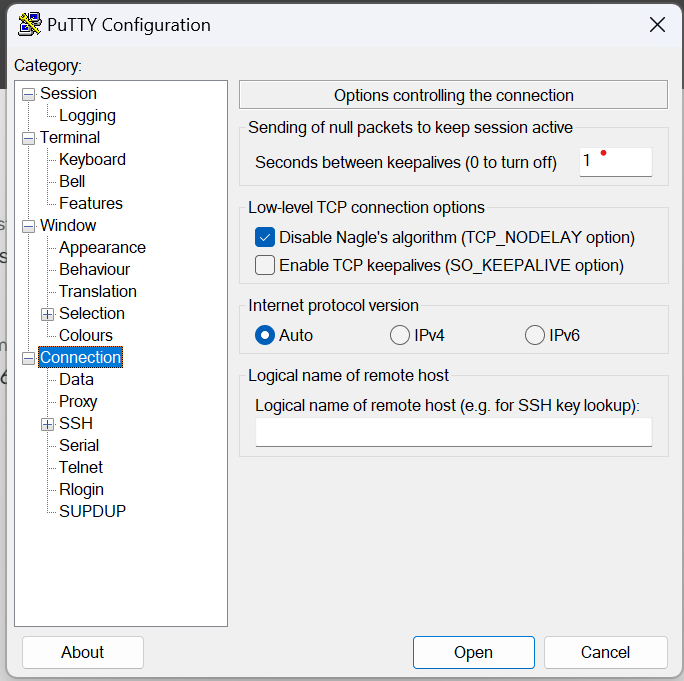 PuTTY Configuration
Category:
Session
Logging
Terminal
Keyboard
Bell
Features
Window
Appearance
Behaviour
Translation
Selection
Colours
Connection
Data
Proxy
SSH
Serial
Telnet
Rlogin
SUPDUP
Options controlling the connection
Sending of null packets to keep session active
Seconds between keepalives (0 to turn off)
1
Low-level TCP connection options
Disable Nagle's algorithm (TCP_NODELAY option)
Enable TCP keepalives (SO_KEEPALIVE option)
Internet protocol version
Auto IPv4 IPv6
Logical name of remote host
Logical name of remote host (e.g. for SSH key lookup):
About Open Cancel